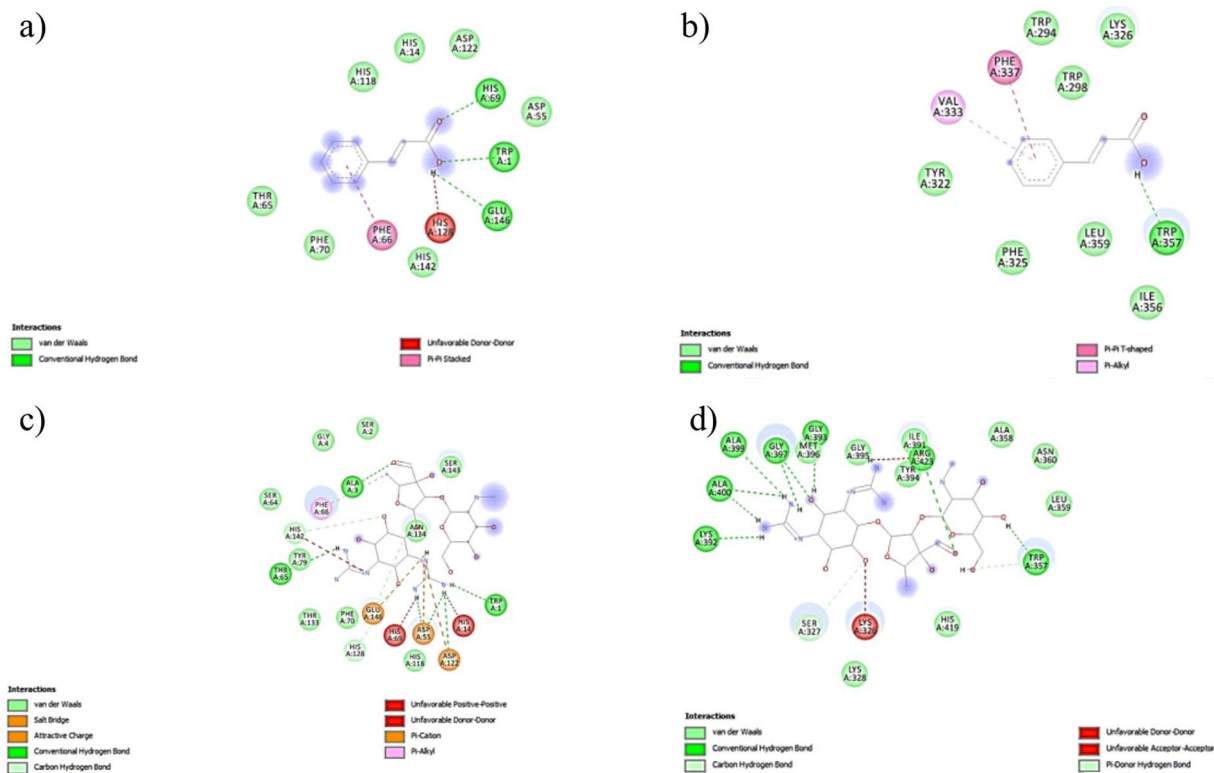 a)
HIS
A:14
ASP
A:122
HIS
A:118
HIS
A:69
ASP
A:55
O
TRP
A:1
O
H
THR
A:65
GLU
A:146
PHE
A:66
HIS
A:128
PHE
A:70
HIS
A:142
Interactions
van der Waals
Conventional Hydrogen Bond
Unfavorable Donor-Donor
Pi-Pi Stacked
b)
TRP
A:294
LYS
A:326
PHE
A:337
TRP
A:298
VAL
A:333
O
O
H
TYR
A:322
PHE
A:325
LEU
A:359
TRP
A:357
ILE
A:356
Interactions
van der Waals
Conventional Hydrogen Bond
Pi-Pi T-shaped
Pi-Alkyl
c)
SER
A:2
GLY
A:4
SER
A:143
ALA
A:3
SER
A:64
PHE
A:66
ASN
A:134
HIS
A:142
TYR
A:79
THR
A:65
TRP
A:1
THR
A:133
PHE
A:70
GLU
A:146
HIS
A:69
ASP
A:55
HIS
A:128
HIS
A:118
ASP
A:122
Interactions
van der Waals
Salt Bridge
Attractive Charge
Conventional Hydrogen Bond
Carbon Hydrogen Bond
Unfavorable Positive-Positive
Unfavorable Donor-Donor
Pi-Cation
Pi-Alkyl
d)
GLY
A:393
ALA
A:399
GLY
A:397
MET
A:396
GLY
A:395
ILE
A:391
ARG
A:423
TYR
A:394
ALA
A:358
ASN
A:360
LEU
A:359
ALA
A:400
LYS
A:392
TRP
A:357
SER
A:327
LYS
A:326
HIS
A:419
LYS
A:328
Interactions
van der Waals
Conventional Hydrogen Bond
Carbon Hydrogen Bond
Unfavorable Donor-Donor
Unfavorable Acceptor-Acceptor
Pi-Donor Hydrogen Bond